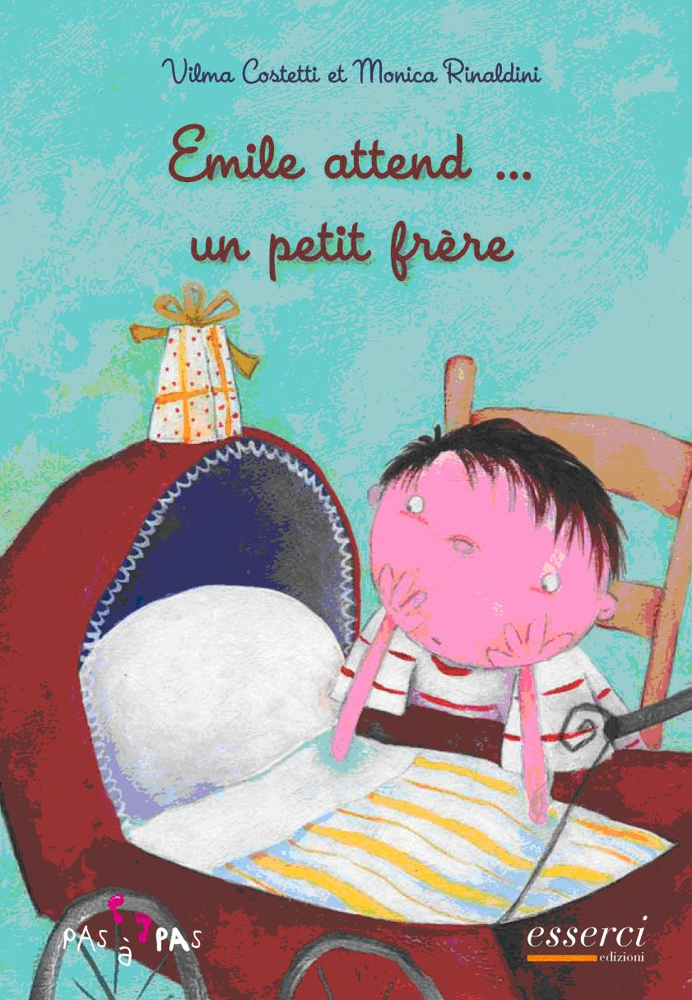 Vilma Costetti et Monica Rinaldini
Emile attend ...
un petit frère
pas à PAs
esserci
edizioni